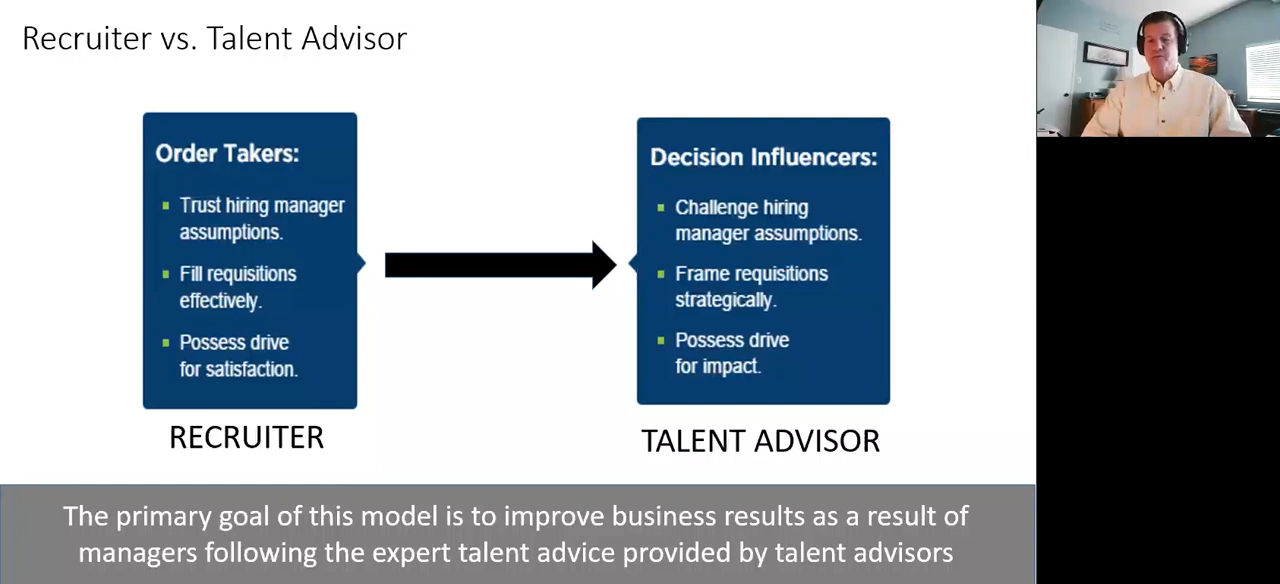 Recruiter vs. Talent Advisor
Order Takers:
Trust hiring manager
assumptions.
Fill requisitions
effectively.
Possess drive
for satisfaction.
RECRUITER
Decision Influencers:
Challenge hiring
manager assumptions.
Frame requisitions
strategically.
Possess drive
for impact.
TALENT ADVISOR
The primary goal of this model is to improve business results as a result of
managers following the expert talent advice provided by talent advisors